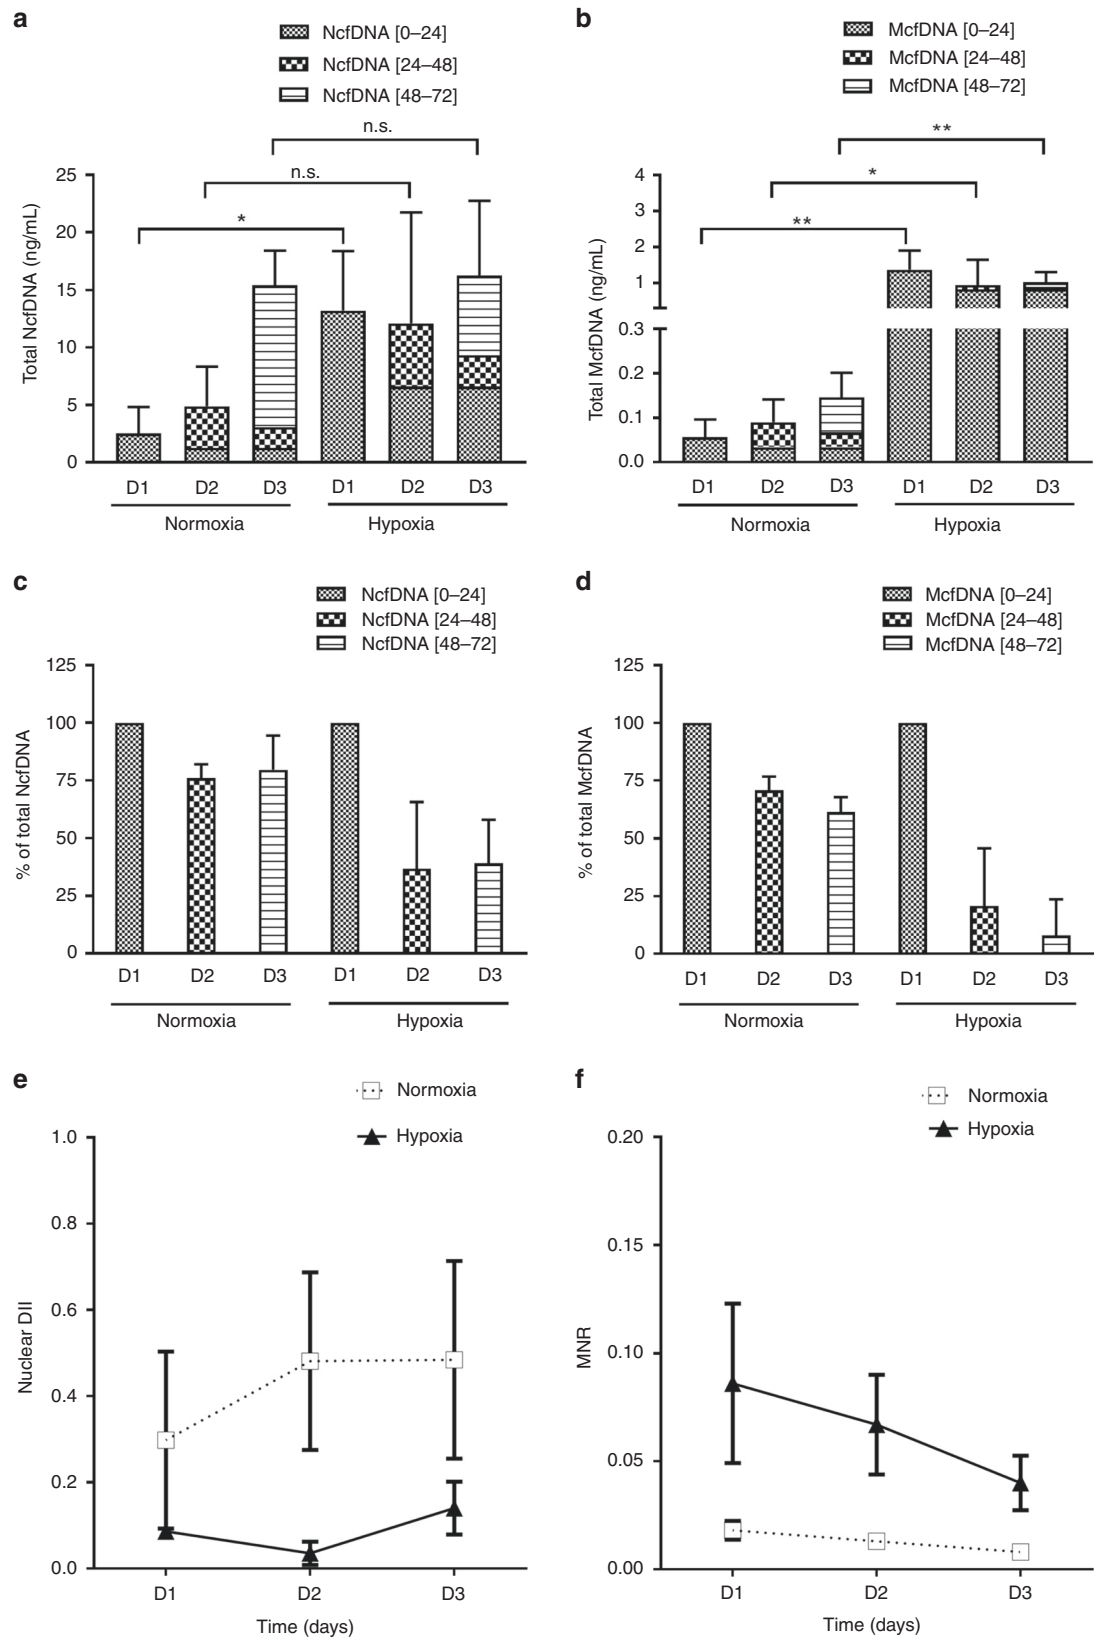 a
NcfDNA [0–24]
NcfDNA [24–48]
NcfDNA [48–72]
n.s.
n.s.
*
Total NcfDNA (ng/mL)
25
20
15
10
5
0
D1 D2 D3 D1 D2 D3
Normoxia Hypoxia
b
McfDNA [0–24]
McfDNA [24–48]
McfDNA [48–72]
**
*
**
Total McfDNA (ng/mL)
4
3
2
1
0.3
0.2
0.1
0.0
D1 D2 D3 D1 D2 D3
Normoxia Hypoxia
c
NcfDNA [0–24]
NcfDNA [24–48]
NcfDNA [48–72]
% of total NcfDNA
125
100
75
50
25
0
D1 D2 D3 D1 D2 D3
Normoxia Hypoxia
d
McfDNA [0–24]
McfDNA [24–48]
McfDNA [48–72]
% of total McfDNA
125
100
75
50
25
0
D1 D2 D3 D1 D2 D3
Normoxia Hypoxia
e
Normoxia
Hypoxia
Nuclear DII
1.0
0.8
0.6
0.4
0.2
0.0
D1 D2 D3
Time (days)
f
Normoxia
Hypoxia
MNR
0.20
0.15
0.10
0.05
0.00
D1 D2 D3
Time (days)